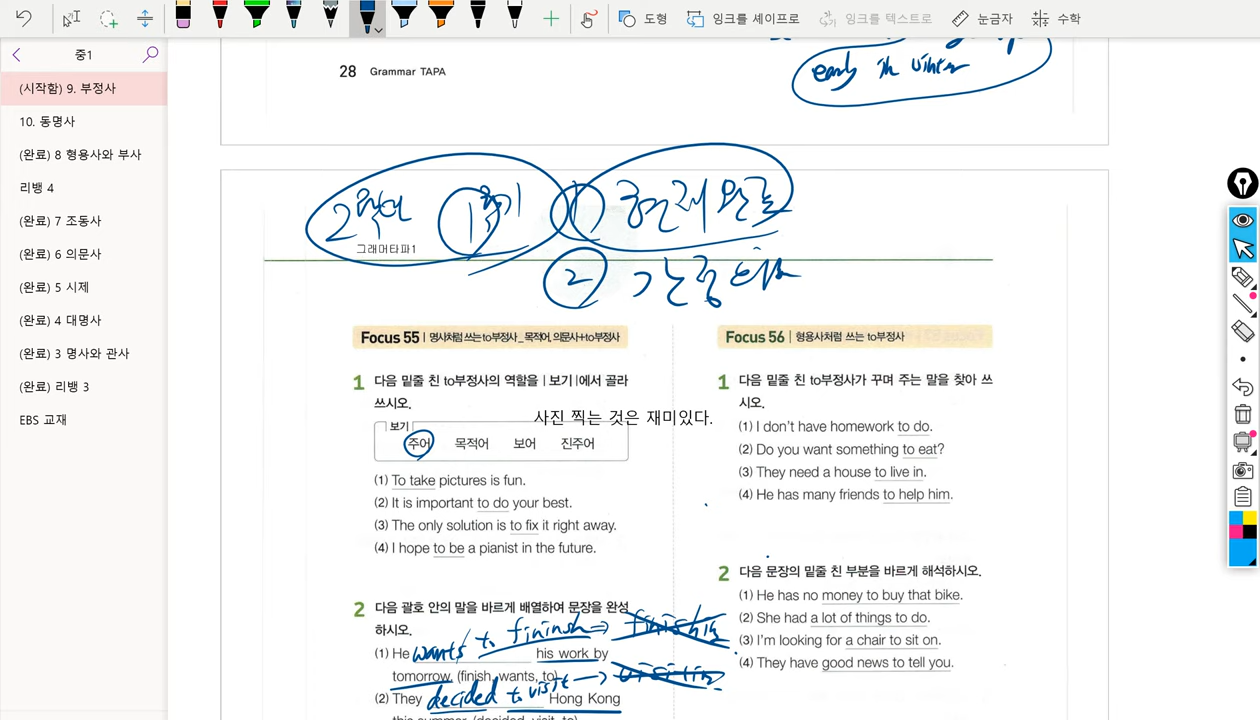 도형
잉크를 셰이프로
잉크를 텍스트로
눈금자
수학
중1
(시작함) 9. 부정사
10. 동명사
(완료) 8 형용사와 부사
리뱅 4
(완료) 7 조동사
(완료) 6 의문사
(완료) 5 시제
(완료) 4 대명사
(완료) 3 명사와 관사
(완료) 리뱅 3
EBS 교재
early in winter
28 Grammar TAPA
2 1 학기 1) 현재완료
그래머타파1
2
Focus 55 | 명사처럼 쓰는 to부정사_목적어, 의문사+to부정사
1 다음 밑줄 친 to부정사의 역할을 | 보기 |에서 골라
쓰시오.
사진 찍는 것은 재미있다.
보기
주어 목적어 보어 진주어
(1) To take pictures is fun.
(2) It is important to do your best.
(3) The only solution is to fix it right away.
(4) I hope to be a pianist in the future.
2 다음 괄호 안의 말을 바르게 배열하여 문장을 완성
하시오.
(1) He wants to fininsh his work by
tomorrow. (finish, wants, to)
(2) They decided to visit Hong Kong
this summer. (decided, visit, to)
Focus 56 | 형용사처럼 쓰는 to부정사
1 다음 밑줄 친 to부정사가 꾸며 주는 말을 찾아 쓰
시오.
(1) I don't have homework to do.
(2) Do you want something to eat?
(3) They need a house to live in.
(4) He has many friends to help him.
2 다음 문장의 밑줄 친 부분을 바르게 해석하시오.
(1) He has no money to buy that bike.
(2) She had a lot of things to do.
(3) I'm looking for a chair to sit on.
(4) They have good news to tell you.